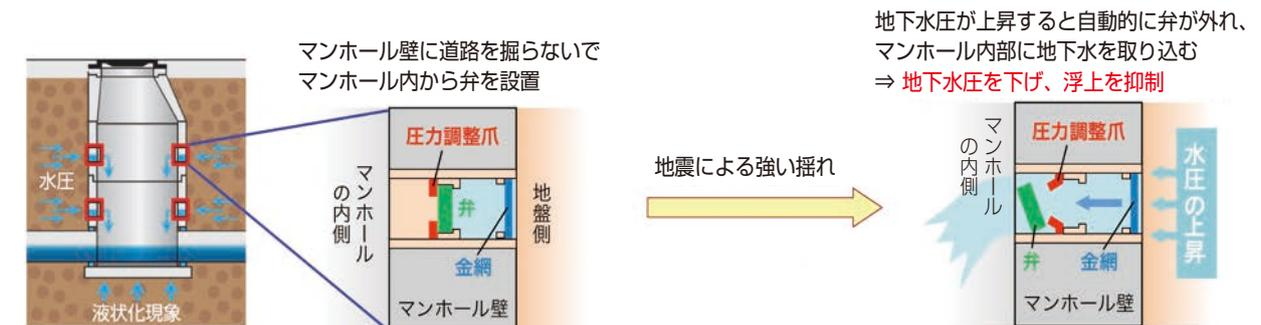 マンホール壁に道路を掘らないで
マンホール内から弁を設置
水圧
液状化現象
マンホール
の内側
圧力調整爪
弁
金網
マンホール壁
地盤側
地震による強い揺れ
地下水圧が上昇すると自動的に弁が外れ、
マンホール内部に地下水を取り込む
⇒ 地下水圧を下げ、浮上を抑制
マンホール
の内側
圧力調整爪
弁
金網
マンホール壁
水圧の上昇